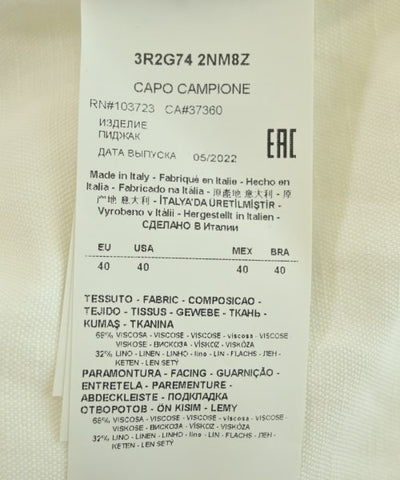 3R2G74 2NM8Z
CAPO CAMPIONE
RN#103723 CA#37360
ИЗДЕЛИЕ
ПИДЖАК
EAC
ДАТА ВЫПУСКА 05/2022
Made in Italy - Fabriqué en Italie - Hecho en
Italia - Fabricado na Itália - 原產地 意大利 - 原
产地 意大利 - İTALYA'DA ÜRETİLMİŞTİR -
Vyrobeno v Itálii - Hergestellt in Italien -
СДЕЛАНО В Италии
EU USA MEX BRA
40 40 40 40
TESSUTO - FABRIC - COMPOSICAO -
TEJIDO - TISSUS - GEWEBE - ТКАНЬ -
KUMAŞ - TKANINA
68% VISCOSA - VISCOSE - VISCOSE - viscosa - VISCOSE
VISKOSE - ВИСКОЗА - VİSKOZ - VISKÓZA
32% LINO - LINEN - LINHO - lino - LIN - FLACHS - ЛЕН -
KETEN - LEN SETÝ
PARAMONTURA - FACING - GUARNIÇÃO -
ENTRETELA - PAREMENTURE -
ABDECKLEISTE - ПОДКЛАДКА
ОТВОРОТОВ - ÖN KISIM - LEMY
68% VISCOSA - VISCOSE - VISCOSE - viscosa - VISCOSE
VISKOSE - ВИСКОЗА - VİSKOZ - VISKÓZA
32% LINO - LINEN - LINHO - lino - LIN - FLACHS - ЛЕН -
KETEN - LEN SETÝ